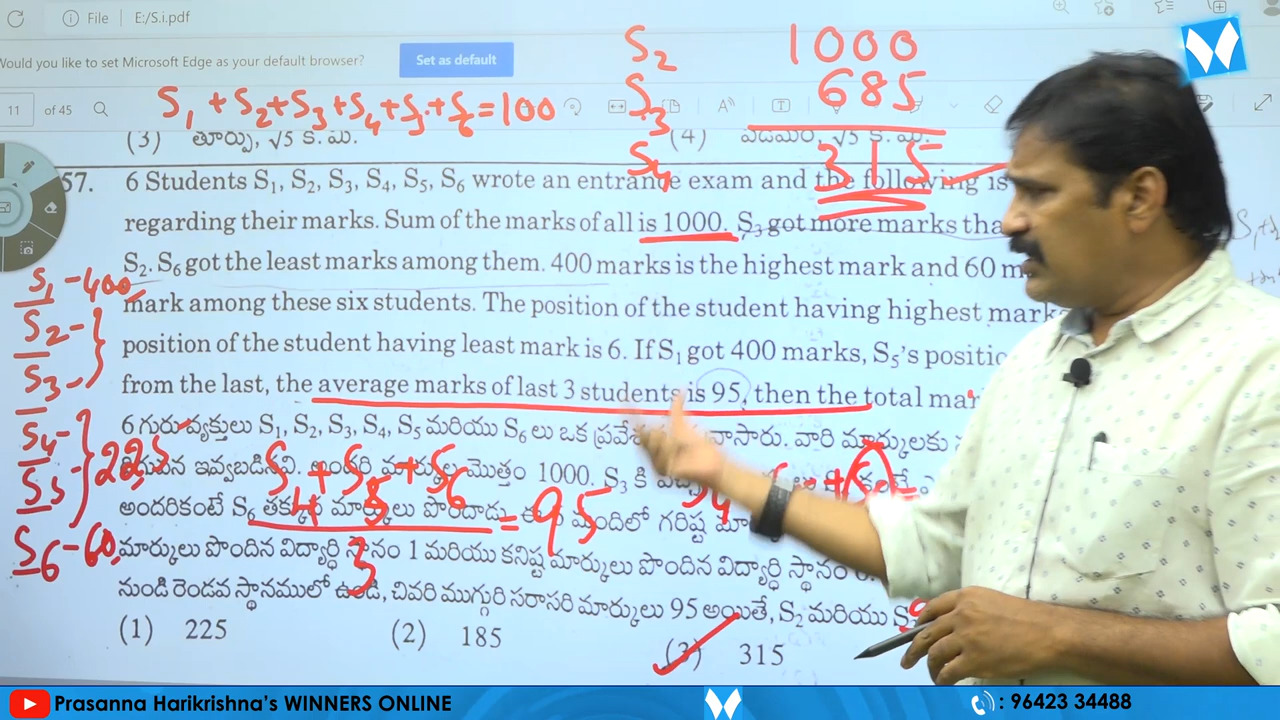 File E:/S.i.pdf
Would you like to set Microsoft Edge as your default browser? Set as default
11 of 45
S1 + S2+S3+S4+S5+S6 =100
S2 1000
S3 685
S4 315
(3) తూర్పు, √5 కి.మీ. (4) √5 కి.మీ.
57. 6 Students S1, S2, S3, S4, S5, S6 wrote an entrance exam and the following is
regarding their marks. Sum of the marks of all is 1000. S3 got more marks tha
S2. S6 got the least marks among them. 400 marks is the highest mark and 60 m
mark among these six students. The position of the student having highest mark
position of the student having least mark is 6. If S1 got 400 marks, S5's positio
from the last, the average marks of last 3 students is 95, then the total mar
S1 - 400
S2 -
S3 -
S4 -
S5 -
225
S6 - 60
S4 + S5 + S6
3
= 95
6 గురు వ్యక్తులు S1, S2, S3, S4, S5 మరియు S6 లు ఒక వారి మార్కులకు
మార్కుల మొత్తం 1000. S3 కి
అందరికంటే S6 తక్కువ మార్కులు పొందాడు.
మార్కులు పొందిన విద్యార్థి స్థానం 1 మరియు కనిష్ట మార్కులు పొందిన విద్యార్థి స్థానం
నుండి రెండవ స్థానములో ఉండి, చివరి ముగ్గురి సరాసరి మార్కులు 95 అయితే, S2 మరియు
(1) 225 (2) 185 (3) 315
Prasanna Harikrishna's WINNERS ONLINE : 96423 34488